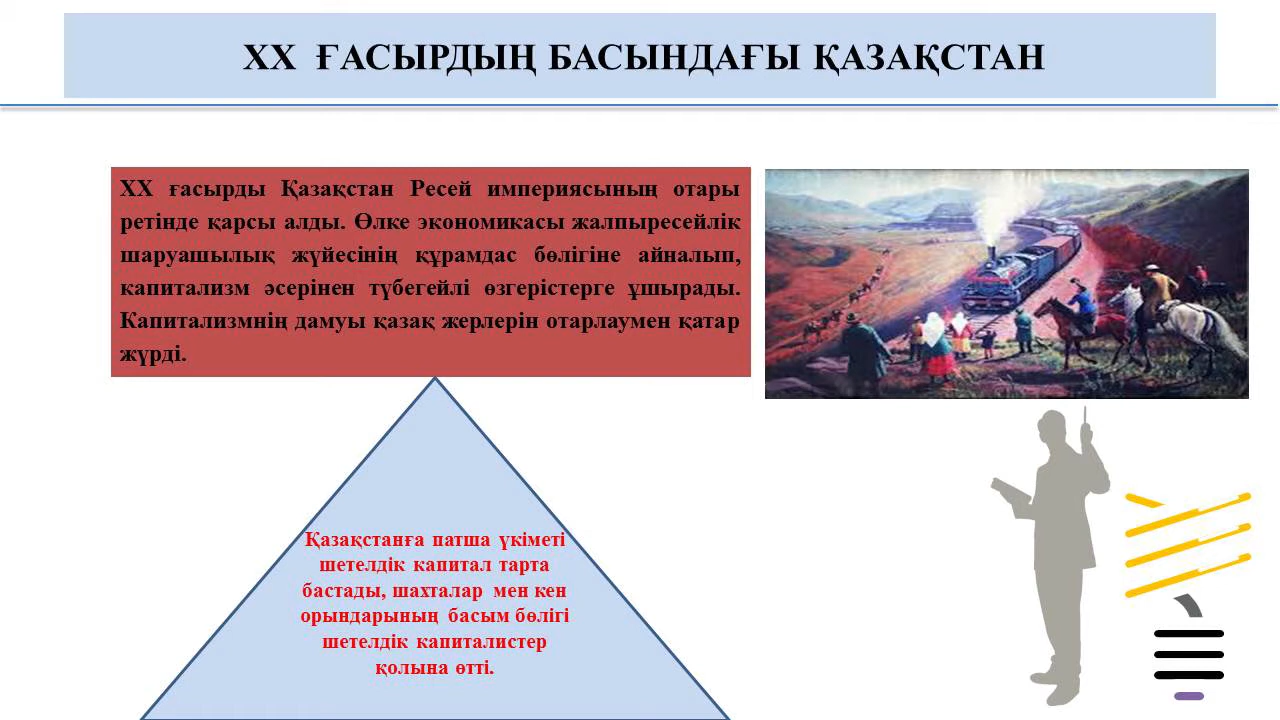 ХХ ҒАСЫРДЫҢ БАСЫНДАҒЫ ҚАЗАҚСТАН
ХХ ғасырды Қазақстан Ресей империясының отары
ретінде қарсы алды. Өлке экономикасы жалпыресейлік
шаруашылық жүйесінің құрамдас бөлігіне айналып,
капитализм әсерінен түбегейлі өзгерістерге ұшырады.
Капитализмнің дамуы қазақ жерлерін отарлаумен қатар
жүрді.
Қазақстанға патша үкіметі
шетелдік капитал тарта
бастады, шахталар мен кен
орындарының басым бөлігі
шетелдік капиталистер
қолына өтті.